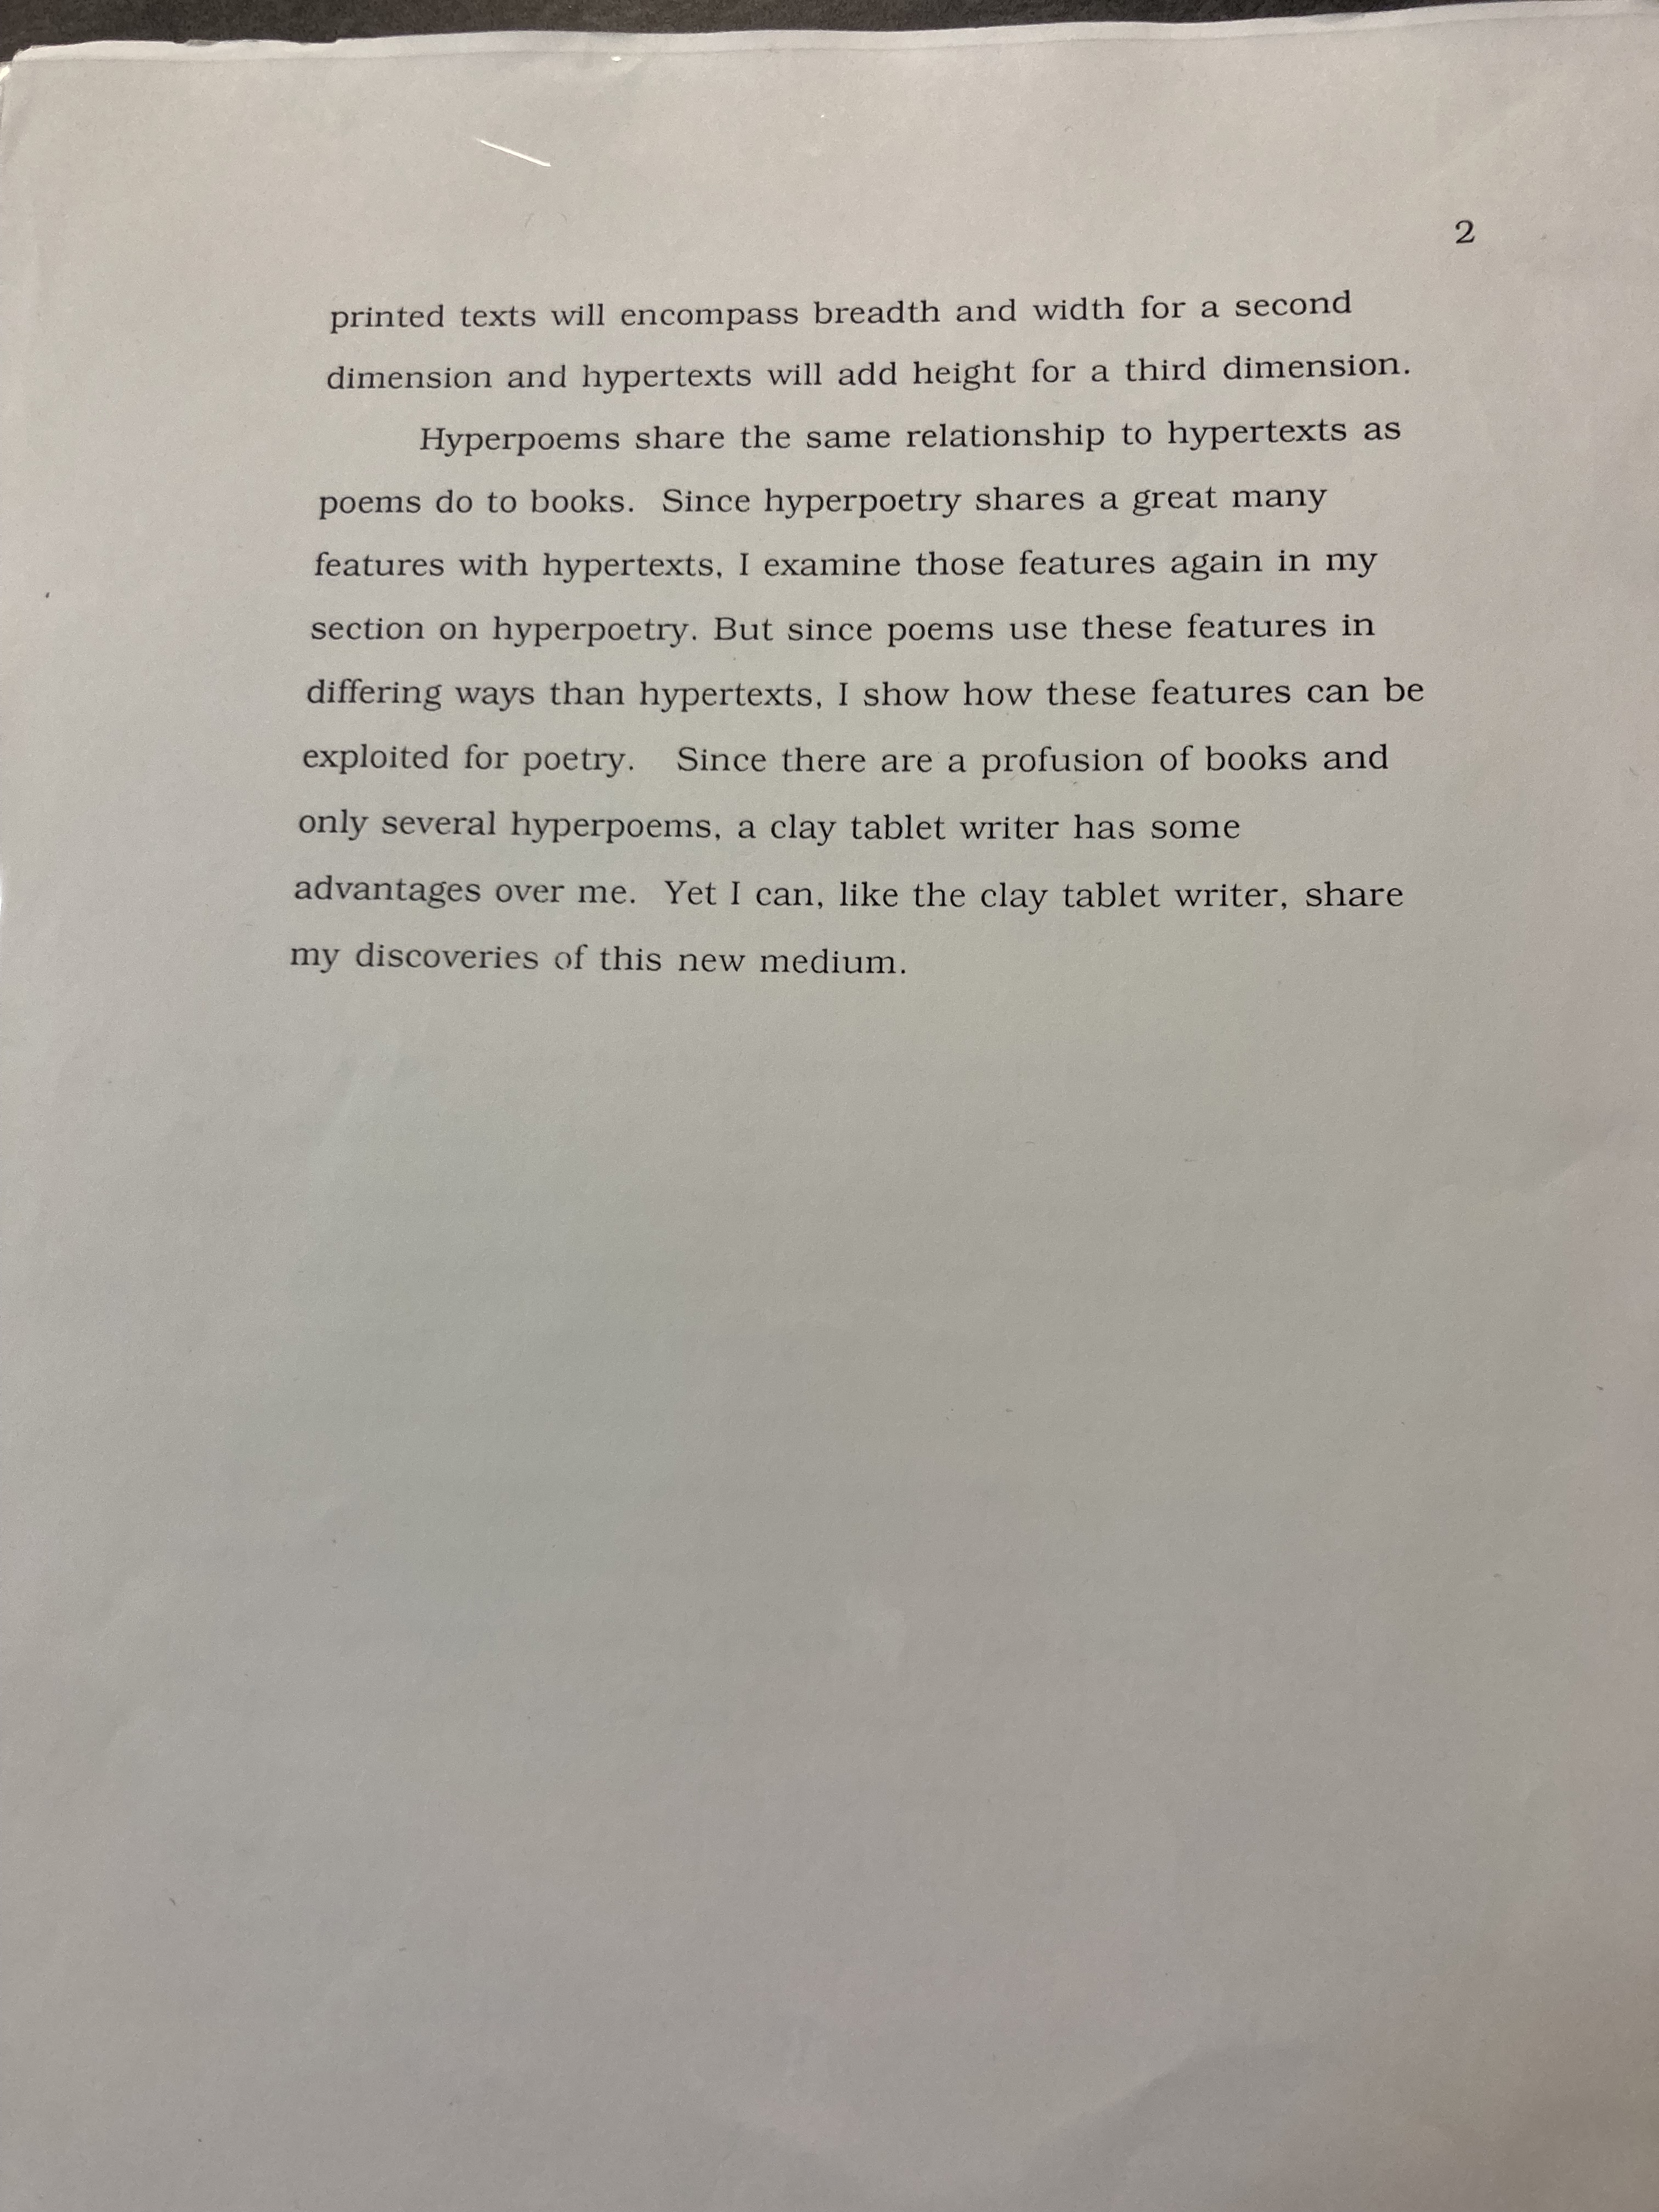 2
printed texts will encompass breadth and width for a second
dimension and hypertexts will add height for a third dimension.
Hyperpoems share the same relationship to hypertexts as
poems do to books. Since hyperpoetry shares a great many
features with hypertexts, I examine those features again in my
section on hyperpoetry. But since poems use these features in
differing ways than hypertexts, I show how these features can be
exploited for poetry. Since there are a profusion of books and
only several hyperpoems, a clay tablet writer has some
advantages over me. Yet I can, like the clay tablet writer, share
my discoveries of this new medium.